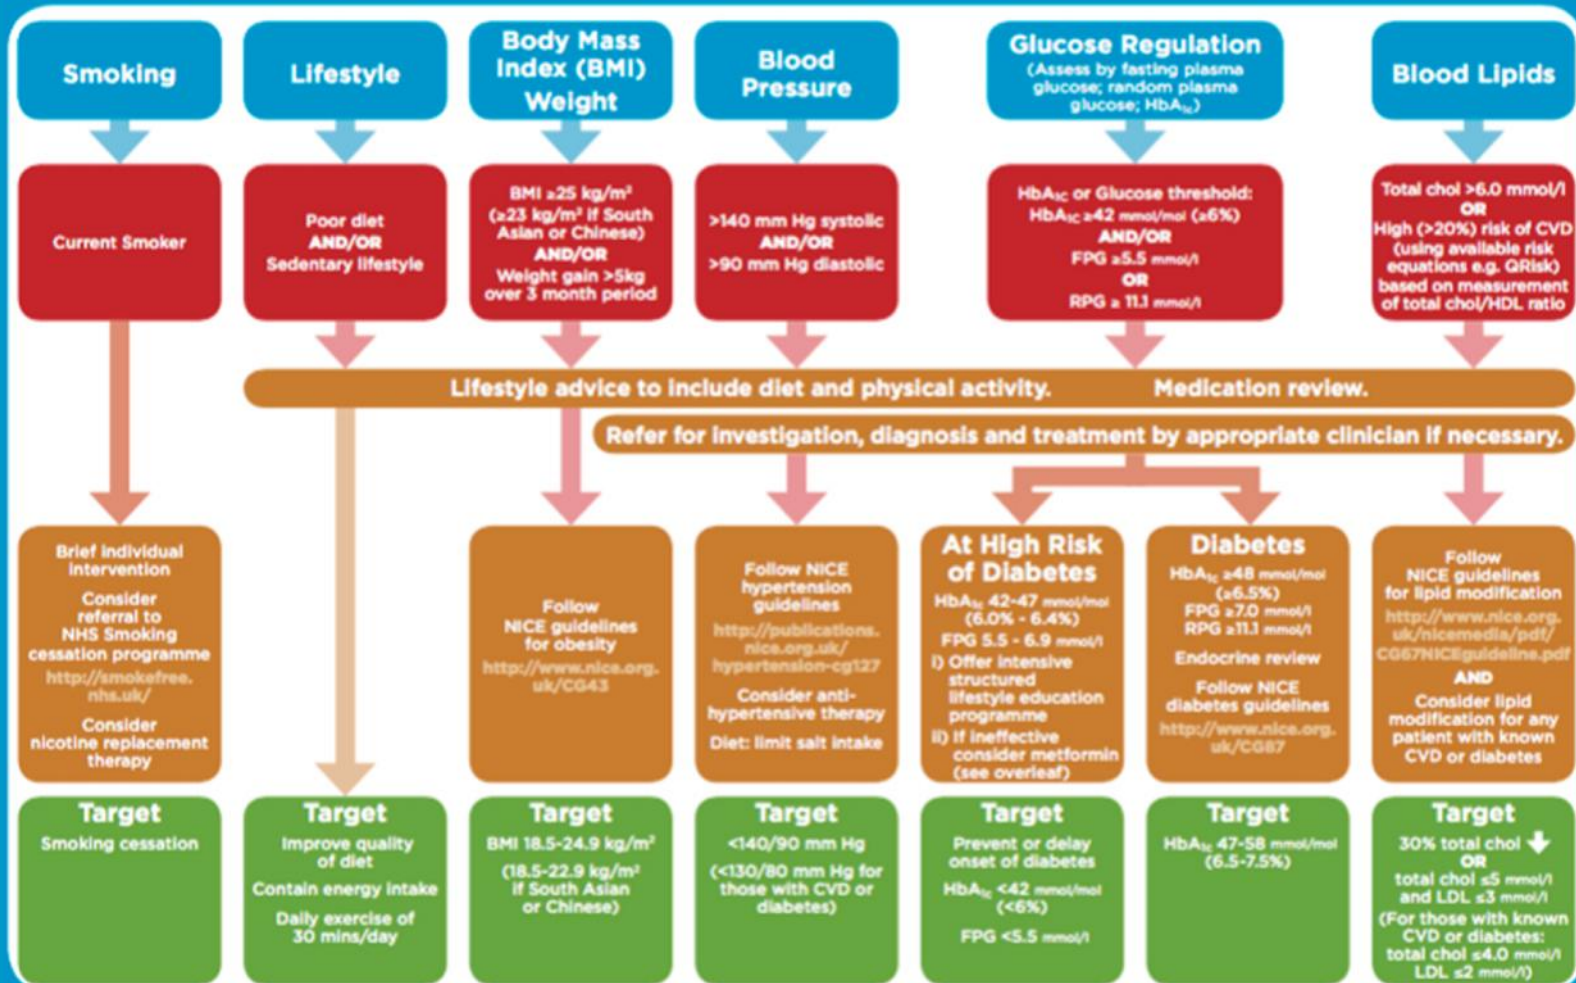 Smoking
Lifestyle
Body Mass
Index (BMI)
Weight
Blood
Pressure
Glucose Regulation
(Assess by fasting plasma
glucose; random plasma
glucose; HbA1c)
Blood Lipids
Current Smoker
Poor diet
AND/OR
Sedentary lifestyle
BMI ≥25 kg/m²
(≥23 kg/m² if South
Asian or Chinese)
AND/OR
Weight gain >5kg
over 3 month period
>140 mm Hg systolic
AND/OR
>90 mm Hg diastolic
HbA1C or Glucose threshold:
HbA1C ≥42 mmol/mol (≥6%)
AND/OR
FPG ≥5.5 mmol/l
OR
RPG ≥ 11.1 mmol/l
Total chol >6.0 mmol/l
OR
High (>20%) risk of CVD
(using available risk
equations e.g. QRisk)
based on measurement
of total chol/HDL ratio
Lifestyle advice to include diet and physical activity. Medication review.
Refer for investigation, diagnosis and treatment by appropriate clinician if necessary.
Brief individual
intervention
Consider
referral to
NHS Smoking
cessation programme
http://smokefree.
nhs.uk/
Consider
nicotine replacement
therapy
Follow
NICE guidelines
for obesity
http://www.nice.org.
uk/CG43
Follow NICE
hypertension
guidelines
http://publications.
nice.org.uk/
hypertension-cg127
Consider anti-
hypertensive therapy
Diet: limit salt intake
At High Risk
of Diabetes
HbA1c 42-47 mmol/mol
(6.0% - 6.4%)
FPG 5.5 - 6.9 mmol/l
i) Offer intensive
structured
lifestyle education
programme
ii) If ineffective
consider metformin
(see overleaf)
Diabetes
HbA1c ≥48 mmol/mol
(≥6.5%)
FPG ≥7.0 mmol/l
RPG ≥11.1 mmol/l
Endocrine review
Follow NICE
diabetes guidelines
http://www.nice.org.
uk/CG87
Follow
NICE guidelines
for lipid modification
http://www.nice.org.
uk/nicemedia/pdf/
CG67NICEguideline.pdf
AND
Consider lipid
modification for any
patient with known
CVD or diabetes
Target
Smoking cessation
Target
Improve quality
of diet
Contain energy intake
Daily exercise of
30 mins/day
Target
BMI 18.5-24.9 kg/m²
(18.5-22.9 kg/m²
if South Asian
or Chinese)
Target
<140/90 mm Hg
(<130/80 mm Hg for
those with CVD or
diabetes)
Target
Prevent or delay
onset of diabetes
HbA1c <42 mmol/mol
(<6%)
FPG <5.5 mmol/l
Target
HbA1c 47-58 mmol/mol
(6.5-7.5%)
Target
30% total chol
OR
total chol ≤5 mmol/l
and LDL ≤3 mmol/l
(For those with known
CVD or diabetes:
total chol ≤4.0 mmol/l
LDL ≤2 mmol/l)